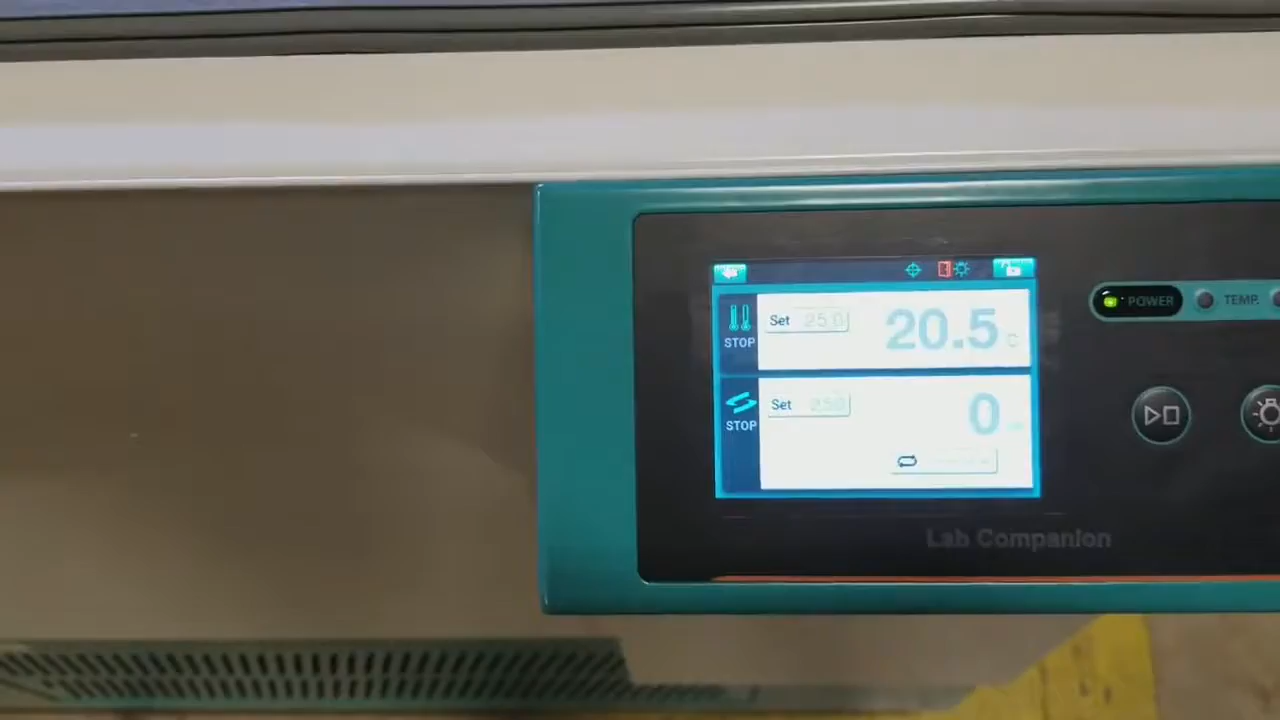 Set 25.0 20.5 C
STOP
Set 250 0
STOP
POWER TEMP.
Lab Companion